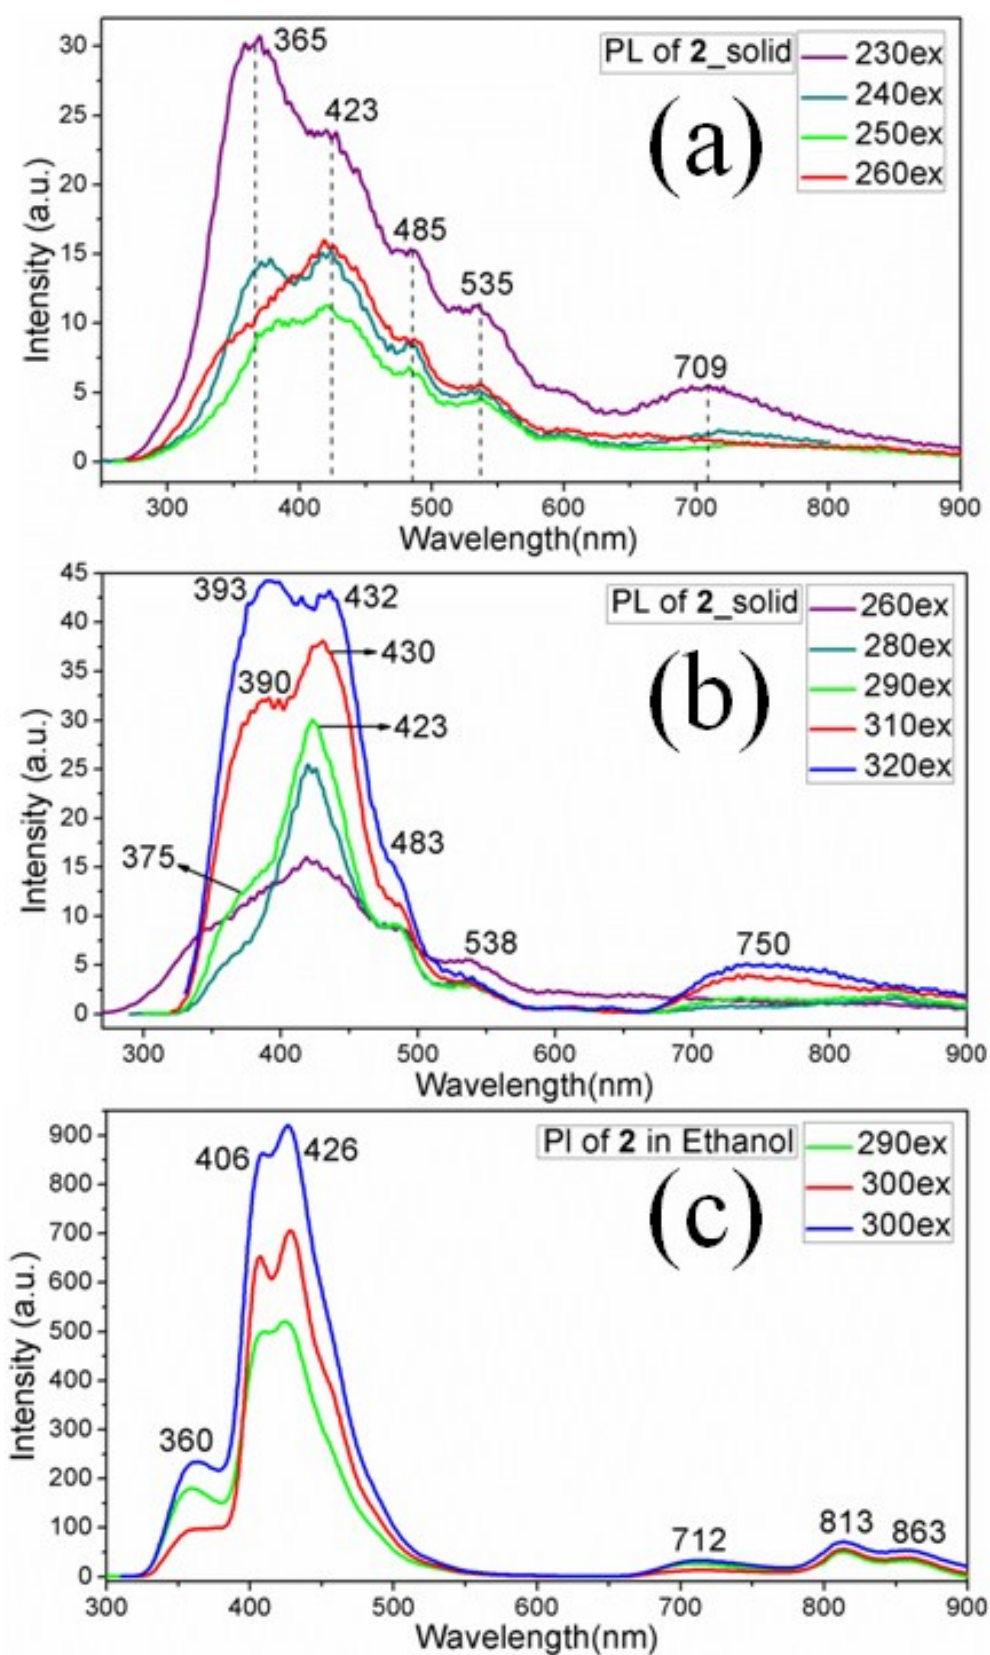 365
423
485
535
709
PL of 2_solid
230ex
240ex
250ex
260ex
(a)
Intensity (a.u.)
30
25
20
15
10
5
0
300 400 500 600 700 800 900
Wavelength(nm)
393
432
430
390
423
375
483
538
750
PL of 2_solid
260ex
280ex
290ex
310ex
320ex
(b)
Intensity (a.u.)
45
40
35
30
25
20
15
10
5
0
300 400 500 600 700 800 900
Wavelength(nm)
406
426
360
712
813
863
Pl of 2 in Ethanol
290ex
300ex
300ex
(c)
Intensity (a.u.)
900
800
700
600
500
400
300
200
100
0
300 400 500 600 700 800 900
Wavelength(nm)